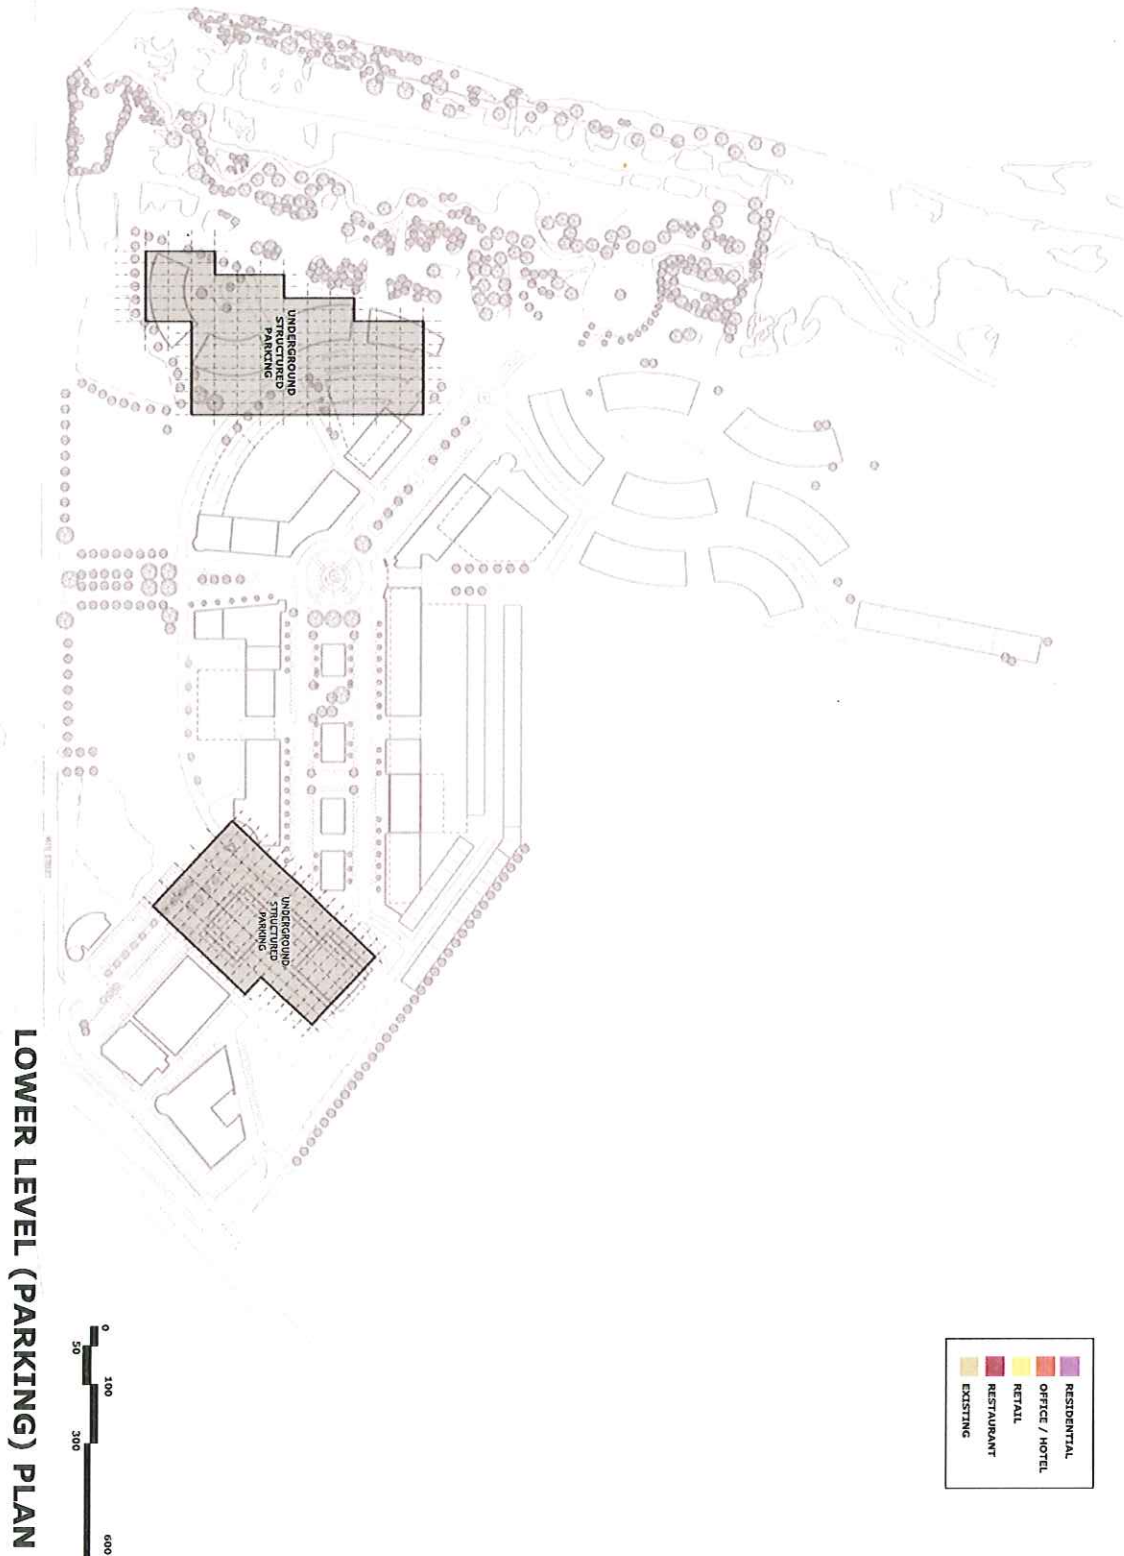 UNDERGROUND
STRUCTURED
PARKING
UNDERGROUND
STRUCTURED
PARKING
RESIDENTIAL
OFFICE / HOTEL
RETAIL
RESTAURANT
EXISTING
0
50
100
300
600
LOWER LEVEL (PARKING) PLAN